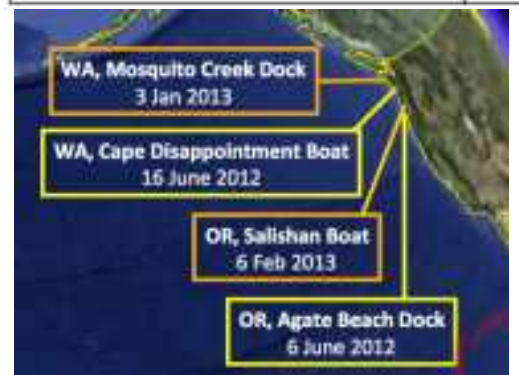 WA, Mosquito Creek Dock
3 Jan 2013
WA, Cape Disappointment Boat
16 June 2012
OR, Salishan Boat
6 Feb 2013
OR, Agate Beach Dock
6 June 2012